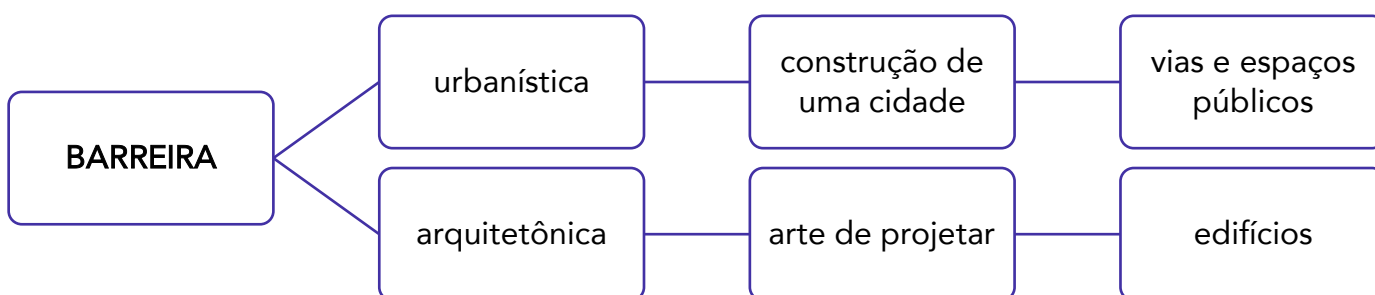 BARREIRA
urbanística
construção de
uma cidade
vias e espaços
públicos
arquitetônica
arte de projetar
edifícios